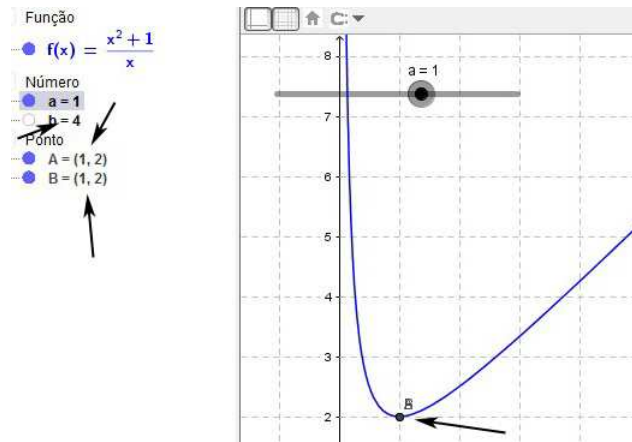 Função
f(x) = x² + 1 / x
Número
a = 1
b = 4
Ponto
A = (1, 2)
B = (1, 2)
C:
a = 1
8
7
6
5
4
3
2
B